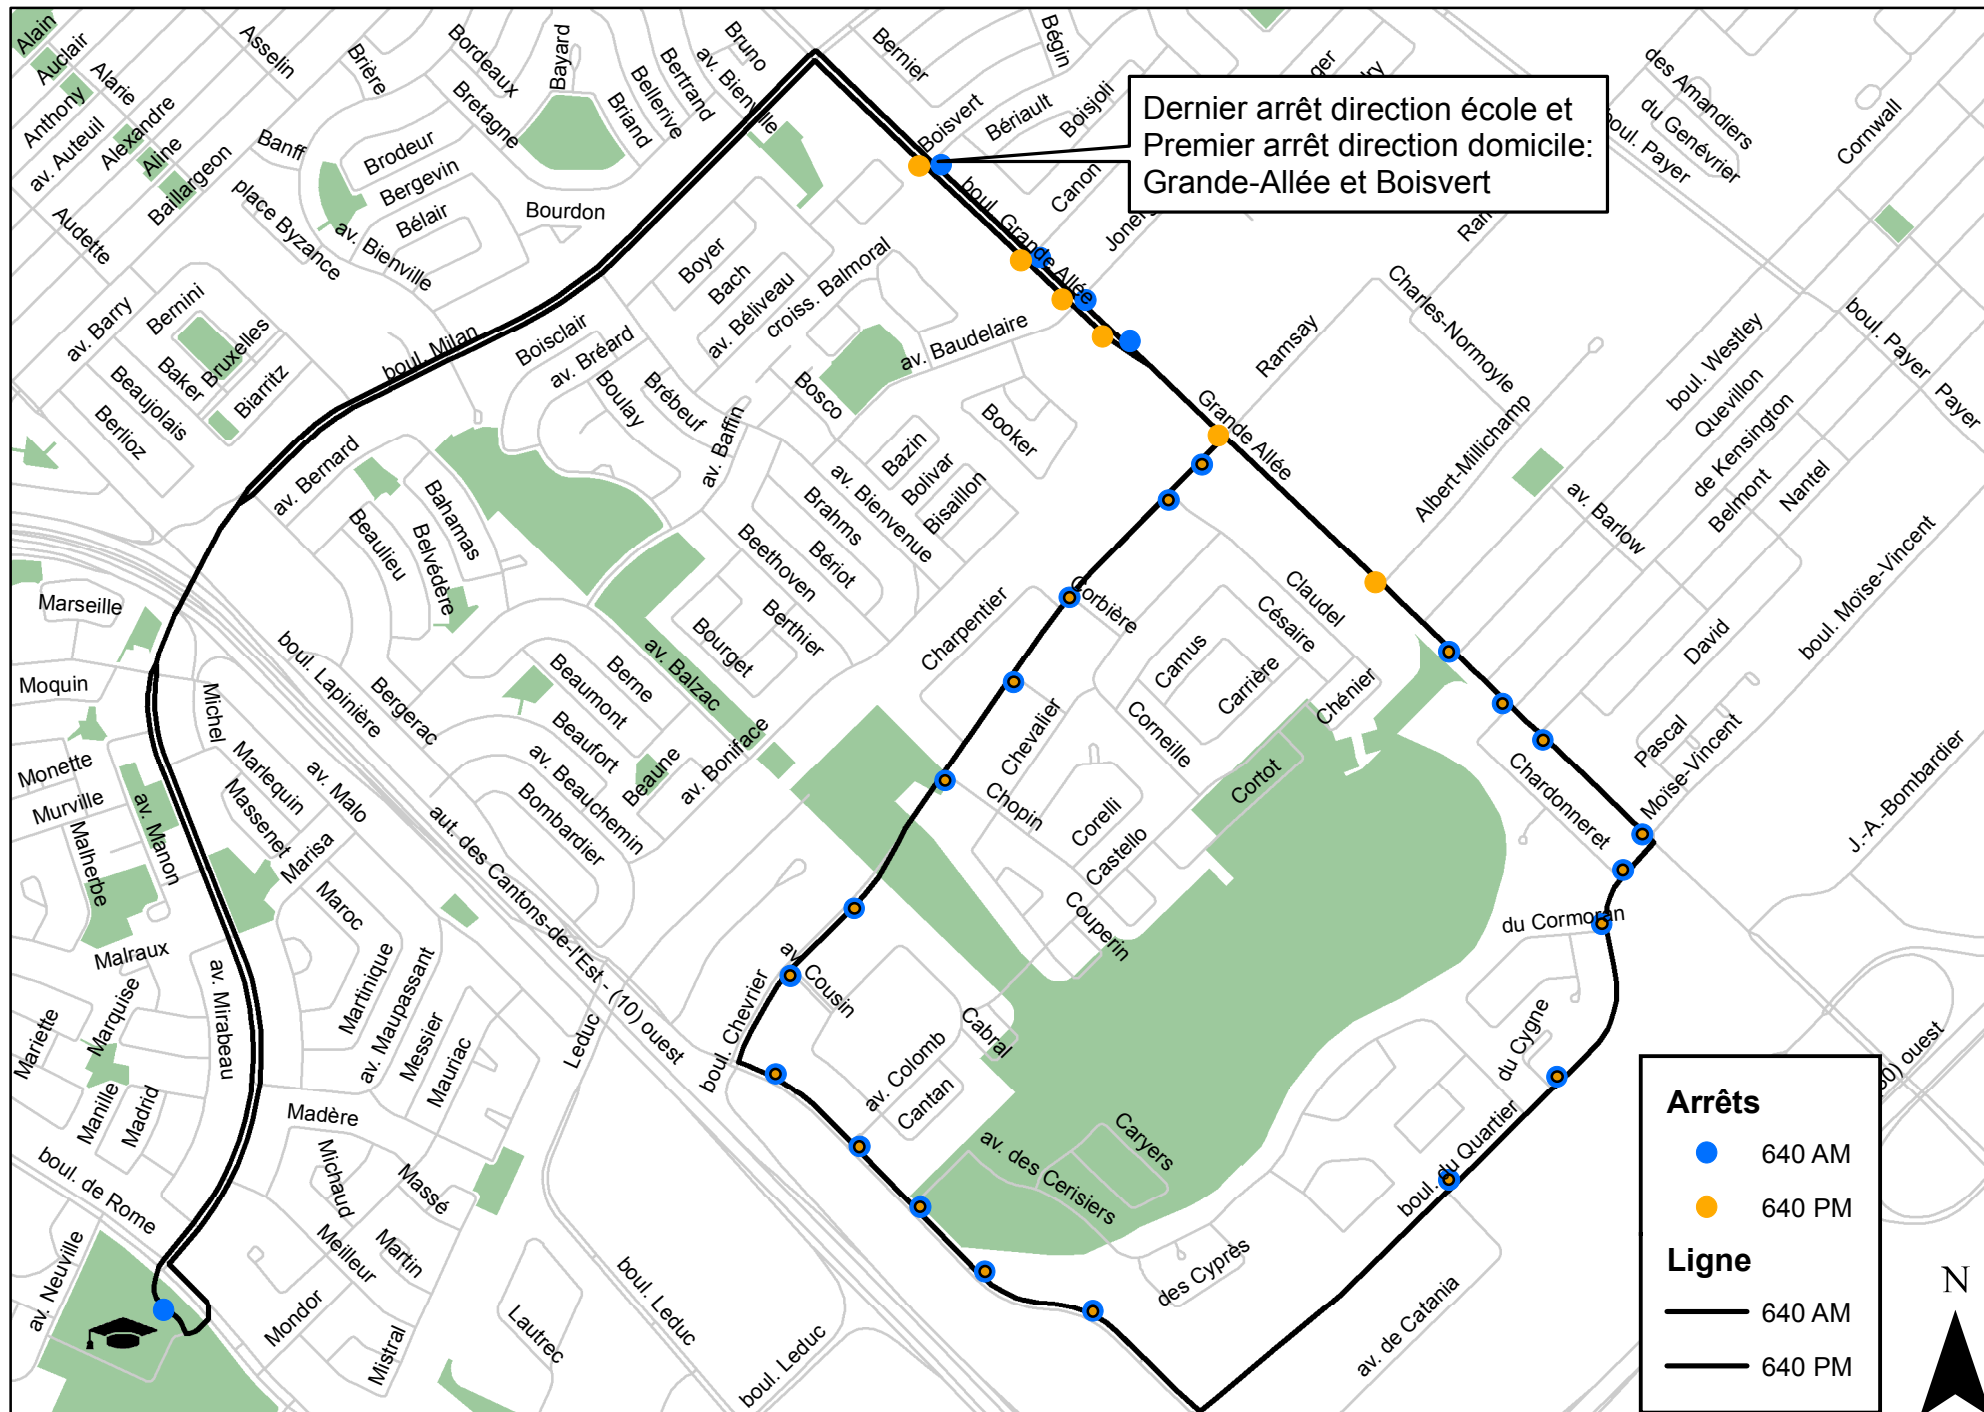 Alain
Auclair
Alarie
Anthony
Alexandre
av. Auteuil
Aline
Baillargeon
Audette
Asselin
Brière
Bordeaux
Bretagne
Bayard
Briand
Bellerive
Bertrand
Bruno
av. Bienville
Bernier
Bégin
Boisvert
Bériault
Boisjoli
Canon
Banff
Brodeur
Bergevin
Bélair
place Byzance
av. Bienville
Bourdon
Dernier arrêt direction école et
Premier arrêt direction domicile:
Grande-Allée et Boisvert
des Amandiers
du Genévrier
boul. Payer
Cornwall
boul. Grande Allée
av. Barry
Bernini
Bruxelles
Baker
Beaujolais
Biarritz
Berlioz
boul. Milan
Boyer
Bach
av. Béliveau
croiss. Balmoral
av. Baudelaire
Boisclair
av. Bréard
Boulay
Brébeuf
Bosco
av. Baffin
Booker
Bazin
Bolivar
Bisaillon
av. Bienvenue
Brahms
Bériot
Beethoven
Ramsay
Charles-Normoyle
Grande Allée
Albert-Millichamp
boul. Westley
Quevillon
de Kensington
Belmont
Nantel
boul. Payer
Payer
av. Barlow
boul. Moïse-Vincent
av. Bernard
Beaulieu
Bahamas
Belvédère
Marseille
Moquin
Michel
boul. Lapinière
Bergerac
Berne
Beaumont
Beaufort
av. Beauchemin
Beaune
Bombardier
av. Boniface
av. Balzac
Bourget
Berthier
Charpentier
Corbière
Claudel
Césaire
Camus
Carrière
Chénier
Corneille
Chevalier
Chopin
Corelli
Castello
Cortot
Couperin
David
Pascal
Moïse-Vincent
Chardonneret
J.-A.-Bombardier
du Cormoran
Monette
Murville
Malherbe
av. Manon
Malraux
Marlequin
Massenet
Marisa
av. Malo
Maroc
Martinique
av. Maupassant
Messier
Mauriac
aut. des Cantons-de-l'Est - (10) ouest
Leduc
boul. Chevrier
av. Cousin
Cabral
av. Colomb
Cantan
av. des Cerisiers
Caryers
du Cygne
boul. du Quartier
des Cyprès
av. de Catania
Mariette
Marquise
av. Mirabeau
Manille
Madrid
Madère
Michaud
Massé
Meilleur
Martin
Mondor
Mistral
boul. de Rome
av. Neuville
Lautrec
boul. Leduc
boul. Leduc
Arrêts
640 AM
640 PM
Ligne
640 AM
640 PM
N